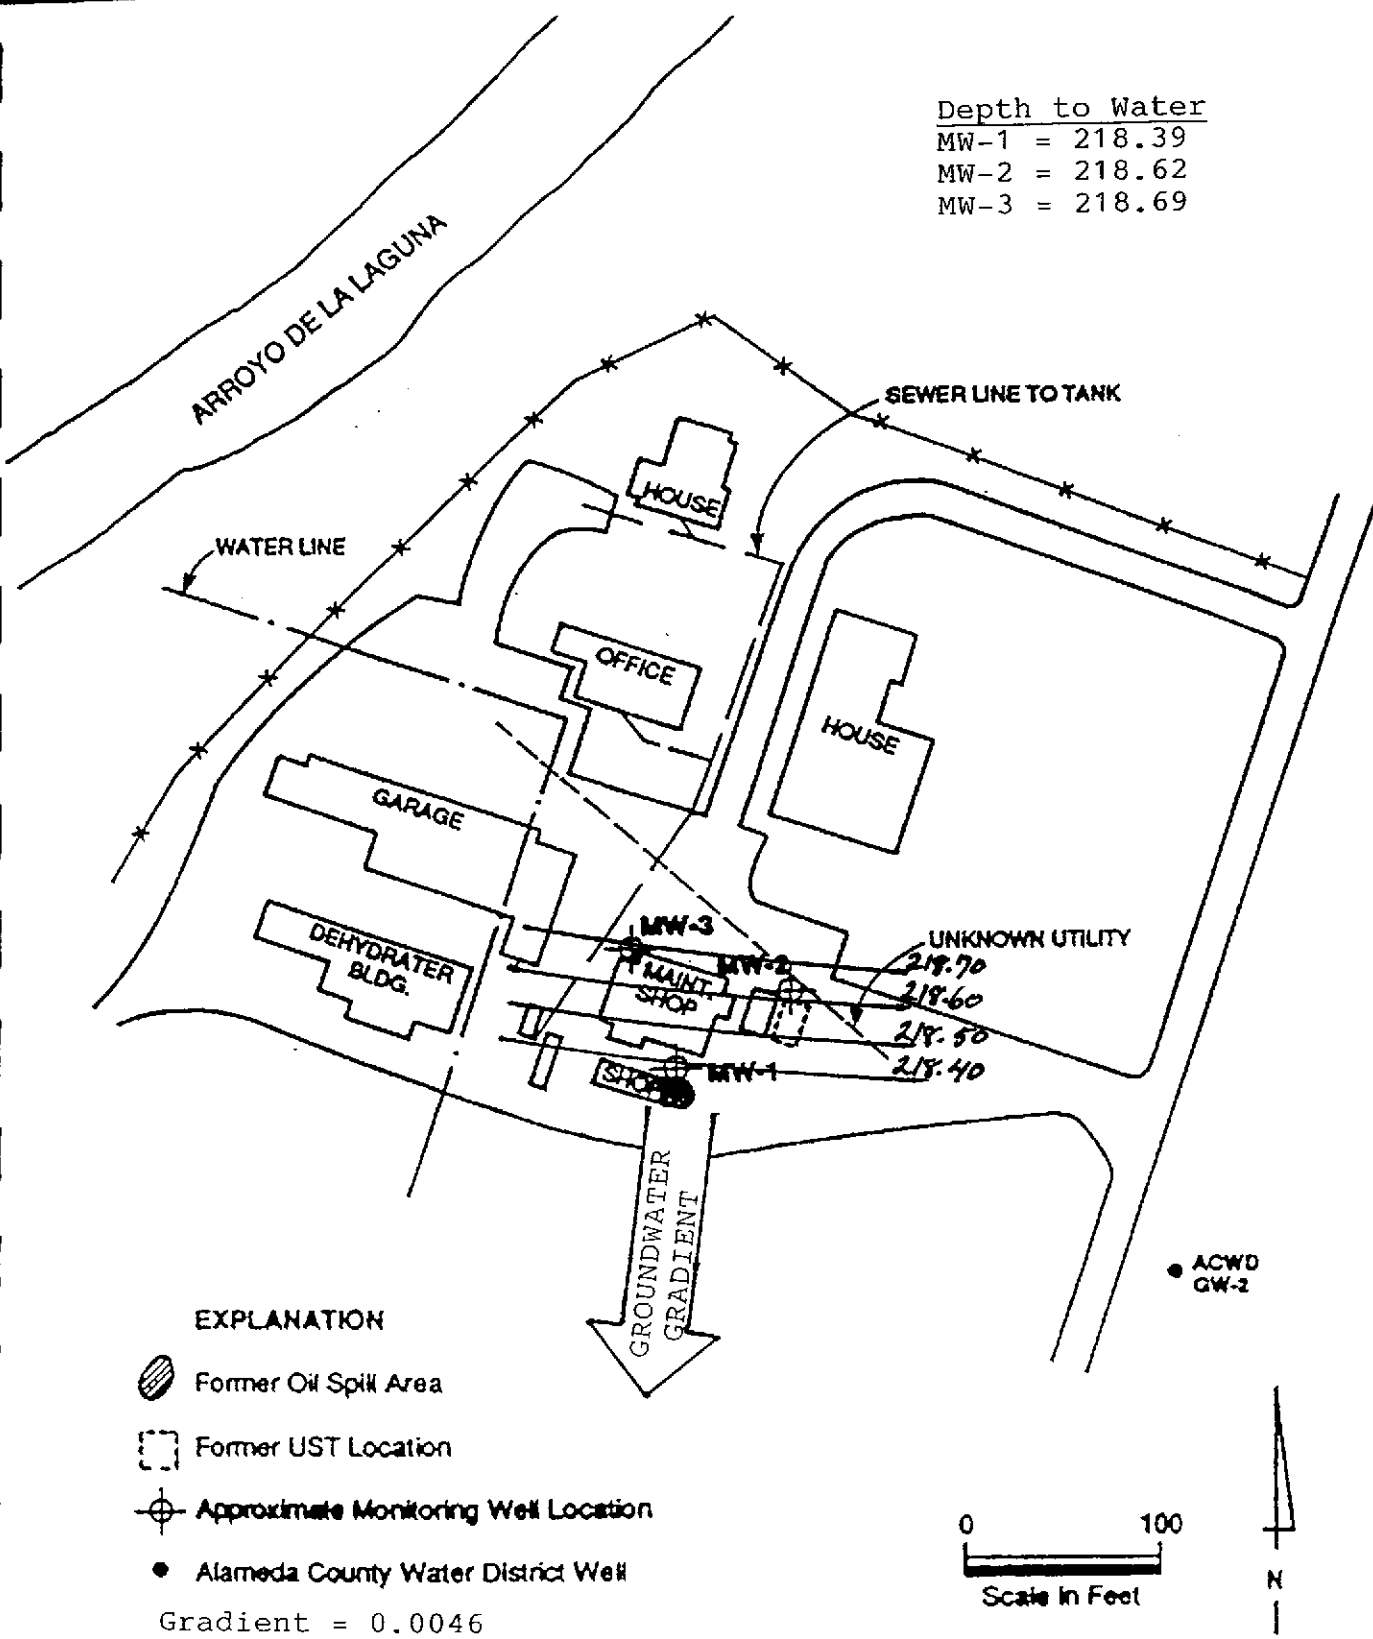 Depth to Water
MW-1 = 218.39
MW-2 = 218.62
MW-3 = 218.69
ARROYO DE LA LAGUNA
SEWER LINE TO TANK
HOUSE
WATER LINE
OFFICE
HOUSE
GARAGE
MW-3
UNKNOWN UTILITY
DEHYDRATER
BLDG.
MW-2
218.70
MAINT.
SHOP
218.60
218.50
218.40
SHOP
MW-1
GROUNDWATER
GRADIENT
ACWD
GW-2
EXPLANATION
Former Oil Spill Area
Former UST Location
Approximate Monitoring Well Location
Alameda County Water District Well
Gradient = 0.0046
0 100
Scale In Feet
N